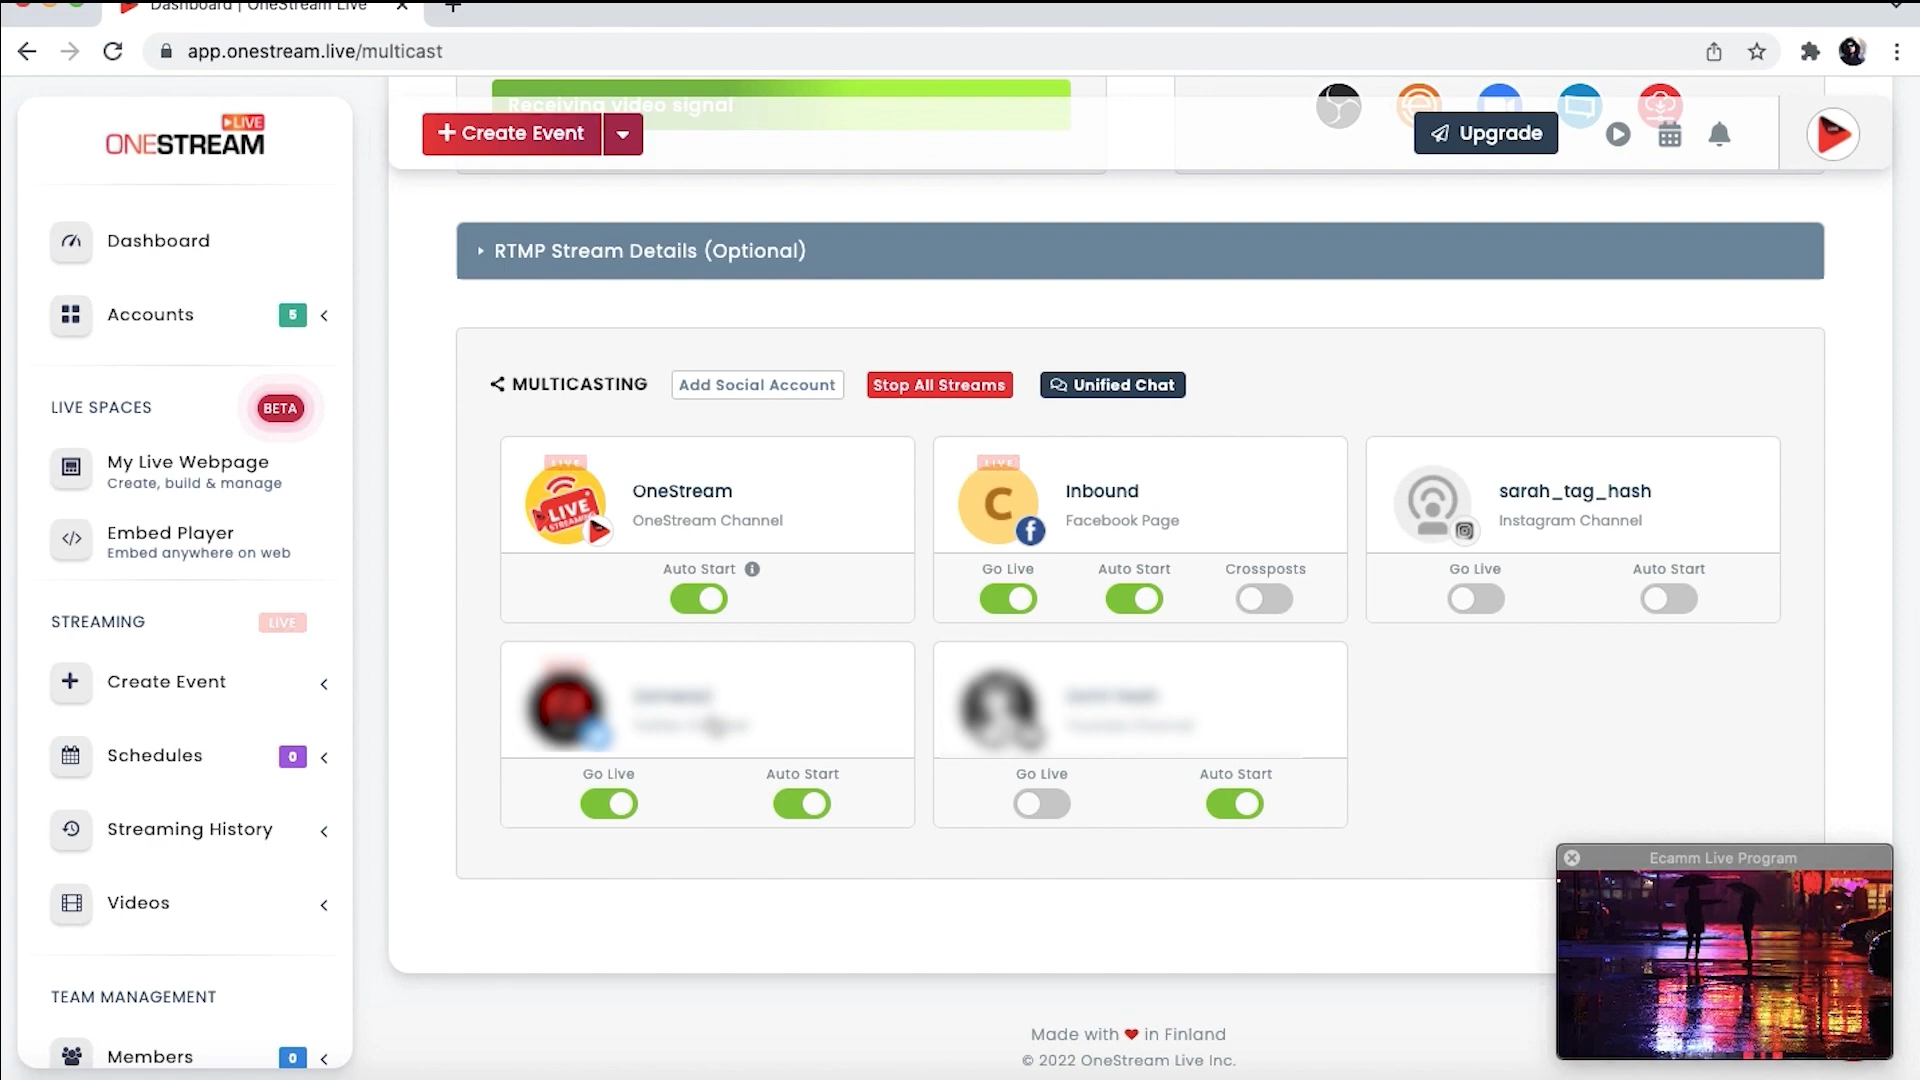 Dashboard | OneStream Live
app.onestream.live/multicast
LIVE
ONESTREAM
Dashboard
Accounts
5
LIVE SPACES
BETA
My Live Webpage
Create, build & manage
Embed Player
Embed anywhere on web
STREAMING
LIVE
Create Event
Schedules
0
Streaming History
Videos
TEAM MANAGEMENT
Members
0
Receiving video signal
Create Event
Upgrade
RTMP Stream Details (Optional)
MULTICASTING
Add Social Account
Stop All Streams
Unified Chat
LIVE
LIVE
STREAMING
OneStream
OneStream Channel
Auto Start
LIVE
C
Inbound
Facebook Page
Go Live
Auto Start
Crossposts
sarah_tag_hash
Instagram Channel
Go Live
Auto Start
Go Live
Auto Start
Go Live
Auto Start
Ecamm Live Program
Made with ❤ in Finland
© 2022 OneStream Live Inc.